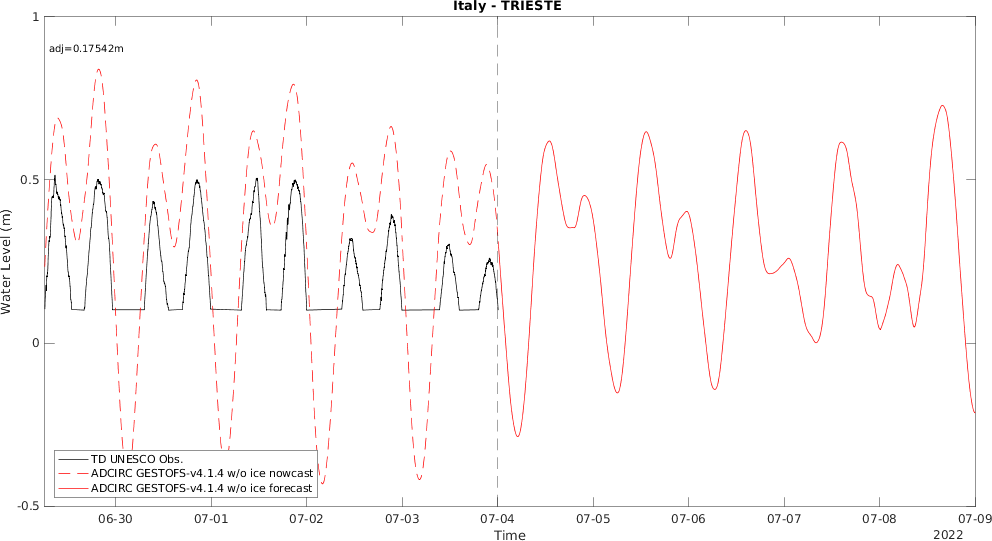 Italy - TRIESTE
adj=0.17542m
1
0.5
0
-0.5
Water Level (m)
TD UNESCO Obs.
ADCIRC GESTOFS-v4.1.4 w/o ice nowcast
ADCIRC GESTOFS-v4.1.4 w/o ice forecast
06-30 07-01 07-02 07-03 07-04 07-05 07-06 07-07 07-08 07-09
Time
2022